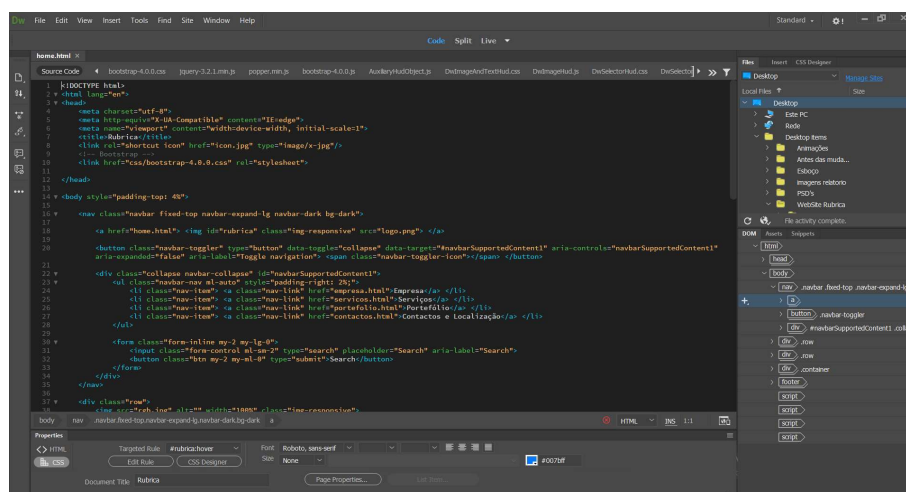 Dw File Edit View Insert Tools Find Site Window Help Standard
Code Split Live
home.html ×
Source Code bootstrap-4.0.0.css jquery-3.2.1.min.js popper.min.js bootstrap-4.0.0.js AuxiliaryHudObject.js DwImageAndTextHud.css DwImageHud.js DwSelectorHud.css DwSelector
1 <!DOCTYPE html>
2 <html lang="en">
3 <head>
4 <meta charset="utf-8">
5 <meta http-equiv="X-UA-Compatible" content="IE=edge">
6 <meta name="viewport" content="width=device-width, initial-scale=1">
7 <title>Rubrica</title>
8 <link rel="shortcut icon" href="icon.jpg" type="image/x-jpg"/>
9 <!-- Bootstrap -->
10 <link href="css/bootstrap-4.0.0.css" rel="stylesheet">
11
12 </head>
13
14 <body style="padding-top: 4%">
15
16 <nav class="navbar fixed-top navbar-expand-lg navbar-dark bg-dark">
17
18 <a href="home.html"> <img id="rubrica" class="img-responsive" src="logo.png"> </a>
19
20 <button class="navbar-toggler" type="button" data-toggle="collapse" data-target="#navbarSupportedContent1" aria-controls="navbarSupportedContent1"
aria-expanded="false" aria-label="Toggle navigation"> <span class="navbar-toggler-icon"></span> </button>
21
22 <div class="collapse navbar-collapse" id="navbarSupportedContent1">
23 <ul class="navbar-nav ml-auto" style="padding-right: 2%;">
24 <li class="nav-item"> <a class="nav-link" href="empresa.html">Empresa</a> </li>
25 <li class="nav-item"> <a class="nav-link" href="servicos.html">Serviços</a> </li>
26 <li class="nav-item"> <a class="nav-link" href="portefolio.html">Portefólio</a> </li>
27 <li class="nav-item"> <a class="nav-link" href="contactos.html">Contactos e Localização</a> </li>
28 </ul>
29
30 <form class="form-inline my-2 my-lg-0">
31 <input class="form-control ml-sm-2" type="search" placeholder="Search" aria-label="Search">
32 <button class="btn my-2 my-ml-0" type="submit">Search</button>
33 </form>
34 </div>
35 </nav>
36
37 <div class="row">
38
body nav .navbar.fixed-top.navbar-expand-lg.navbar-dark.bg-dark a HTML INS 1:1
Properties
HTML Targeted Rule #rubrica:hover Font Roboto, sans-serif
CSS Edit Rule CSS Designer Size None #007bff
Document Title Rubrica Page Properties... List Item...
Files Insert CSS Designer
Desktop Manage Sites
Local Files Size
Desktop
Este PC
Rede
Desktop Items
Animações
Antes das muda...
Esboço
imagens relatorio
PSD's
WebSite Rubrica
File activity complete.
DOM Assets Snippets
html
head
body
nav .navbar .fixed-top .navbar-expand-lg
a
button .navbar-toggler
div #navbarSupportedContent1 .coll
div .row
div .row
div .container
footer
script
script
script
script